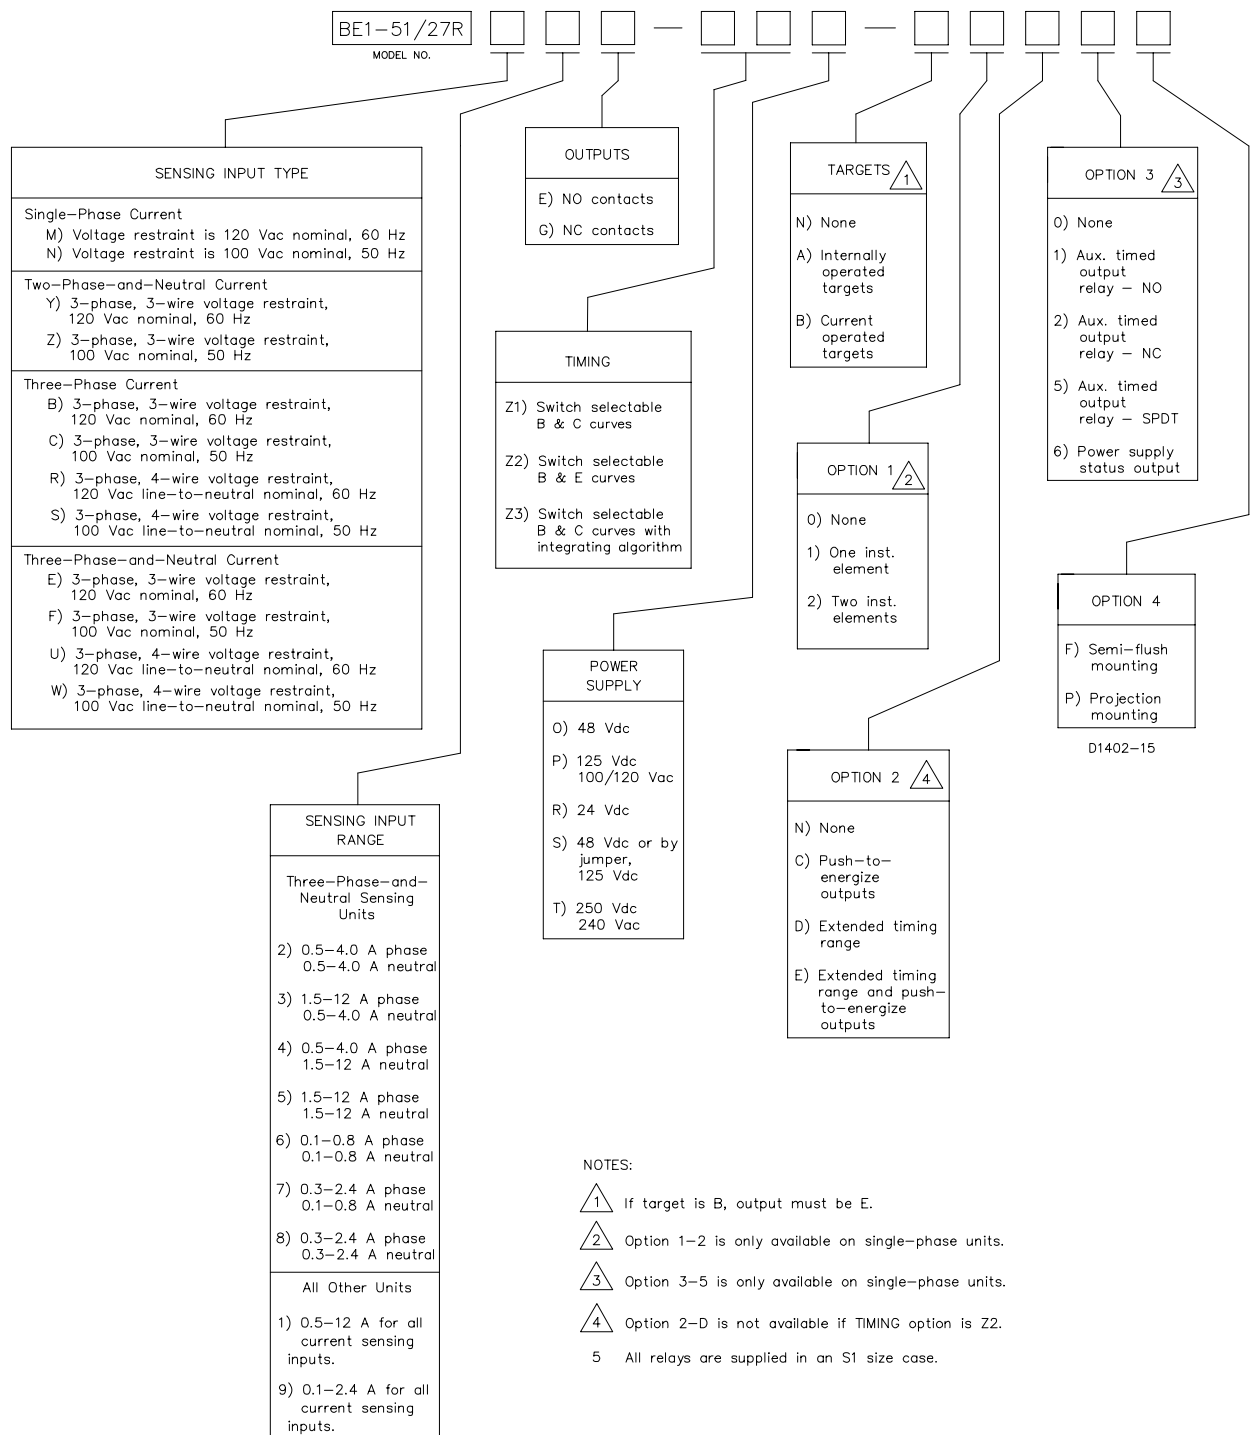 BE1-51/27R
MODEL NO.
SENSING INPUT TYPE
Single-Phase Current
M) Voltage restraint is 120 Vac nominal, 60 Hz
N) Voltage restraint is 100 Vac nominal, 50 Hz
Two-Phase-and-Neutral Current
Y) 3-phase, 3-wire voltage restraint,
120 Vac nominal, 60 Hz
Z) 3-phase, 3-wire voltage restraint,
100 Vac nominal, 50 Hz
Three-Phase Current
B) 3-phase, 3-wire voltage restraint,
120 Vac nominal, 60 Hz
C) 3-phase, 3-wire voltage restraint,
100 Vac nominal, 50 Hz
R) 3-phase, 4-wire voltage restraint,
120 Vac line-to-neutral nominal, 60 Hz
S) 3-phase, 4-wire voltage restraint,
100 Vac line-to-neutral nominal, 50 Hz
Three-Phase-and-Neutral Current
E) 3-phase, 3-wire voltage restraint,
120 Vac nominal, 60 Hz
F) 3-phase, 3-wire voltage restraint,
100 Vac nominal, 50 Hz
U) 3-phase, 4-wire voltage restraint,
120 Vac line-to-neutral nominal, 60 Hz
W) 3-phase, 4-wire voltage restraint,
100 Vac line-to-neutral nominal, 50 Hz
SENSING INPUT
RANGE
Three-Phase-and-
Neutral Sensing
Units
2) 0.5-4.0 A phase
0.5-4.0 A neutral
3) 1.5-12 A phase
0.5-4.0 A neutral
4) 0.5-4.0 A phase
1.5-12 A neutral
5) 1.5-12 A phase
1.5-12 A neutral
6) 0.1-0.8 A phase
0.1-0.8 A neutral
7) 0.3-2.4 A phase
0.1-0.8 A neutral
8) 0.3-2.4 A phase
0.3-2.4 A neutral
All Other Units
1) 0.5-12 A for all
current sensing
inputs.
9) 0.1-2.4 A for all
current sensing
inputs.
OUTPUTS
E) NO contacts
G) NC contacts
TIMING
Z1) Switch selectable
B & C curves
Z2) Switch selectable
B & E curves
Z3) Switch selectable
B & C curves with
integrating algorithm
POWER
SUPPLY
O) 48 Vdc
P) 125 Vdc
100/120 Vac
R) 24 Vdc
S) 48 Vdc or by
jumper,
125 Vdc
T) 250 Vdc
240 Vac
TARGETS 1
N) None
A) Internally
operated
targets
B) Current
operated
targets
OPTION 1 2
0) None
1) One inst.
element
2) Two inst.
elements
OPTION 2 4
N) None
C) Push-to-
energize
outputs
D) Extended timing
range
E) Extended timing
range and push-
to-energize
outputs
OPTION 3 3
0) None
1) Aux. timed
output
relay - NO
2) Aux. timed
output
relay - NC
5) Aux. timed
output
relay - SPDT
6) Power supply
status output
OPTION 4
F) Semi-flush
mounting
P) Projection
mounting
D1402-15
NOTES:
1 If target is B, output must be E.
2 Option 1-2 is only available on single-phase units.
3 Option 3-5 is only available on single-phase units.
4 Option 2-D is not available if TIMING option is Z2.
5 All relays are supplied in an S1 size case.